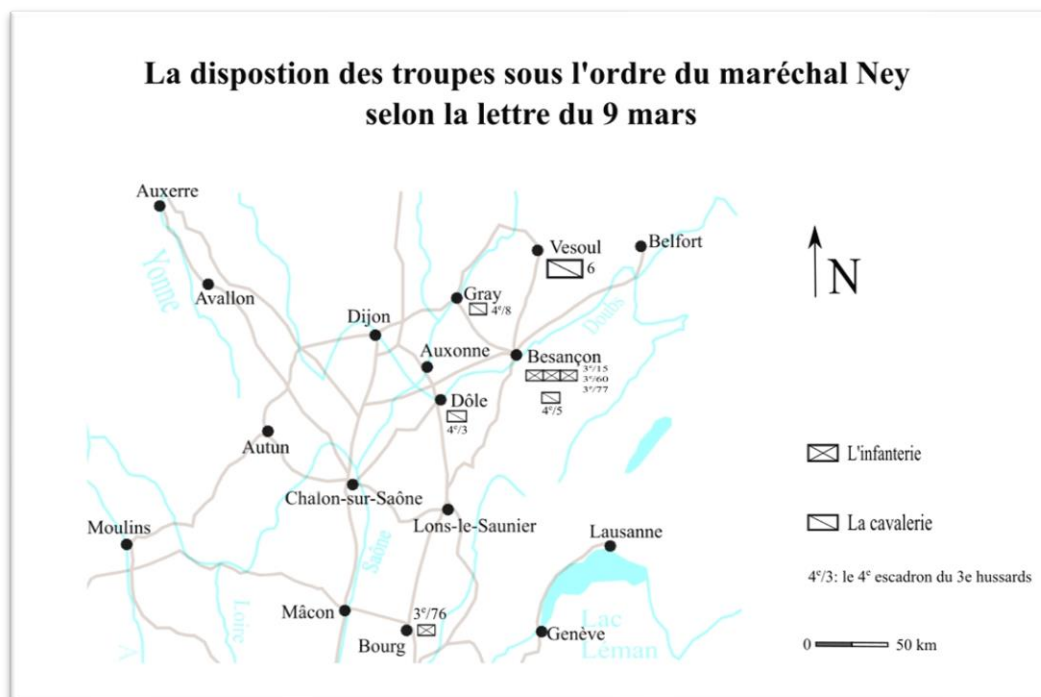 La dispostion des troupes sous l'ordre du maréchal Ney
selon la lettre du 9 mars
Auxerre
Yonne
Avallon
Vesoul
6
Belfort
N
Gray
4e/8
Doubs
Dijon
Auxonne
Besançon
3e/15
3e/60
3e/77
4e/5
Dôle
4e/3
Autun
L'infanterie
Chalon-sur-Saône
Lons-le-Saunier
La cavalerie
Moulins
Saône
Lausanne
4e/3: le 4e escadron du 3e hussards
Loire
Mâcon
3e/76
Bourg
Genève
Lac
Léman
0 50 km